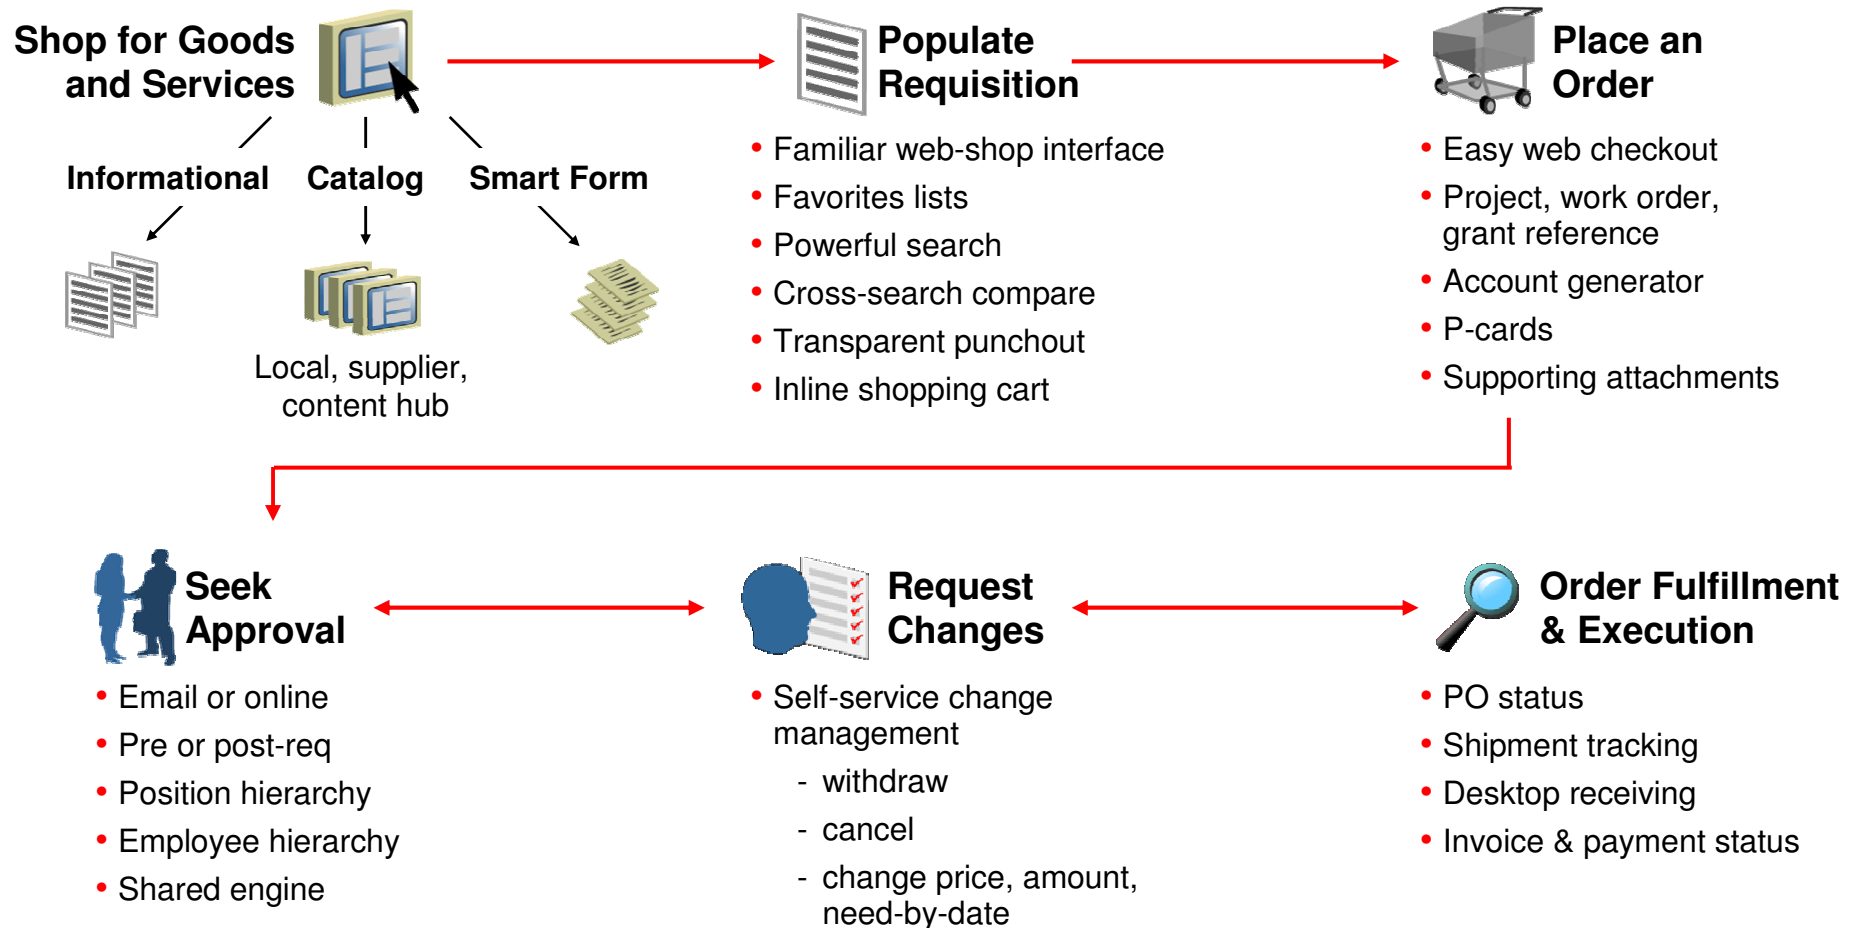 Shop for Goods
and Services
Informational
Catalog
Smart Form
Local, supplier,
content hub
Populate
Requisition
• Familiar web-shop interface
• Favorites lists
• Powerful search
• Cross-search compare
• Transparent punchout
• Inline shopping cart
Place an
Order
• Easy web checkout
• Project, work order,
grant reference
• Account generator
• P-cards
• Supporting attachments
Seek
Approval
• Email or online
• Pre or post-req
• Position hierarchy
• Employee hierarchy
• Shared engine
Request
Changes
• Self-service change
management
- withdraw
- cancel
- change price, amount,
need-by-date
Order Fulfillment
& Execution
• PO status
• Shipment tracking
• Desktop receiving
• Invoice & payment status